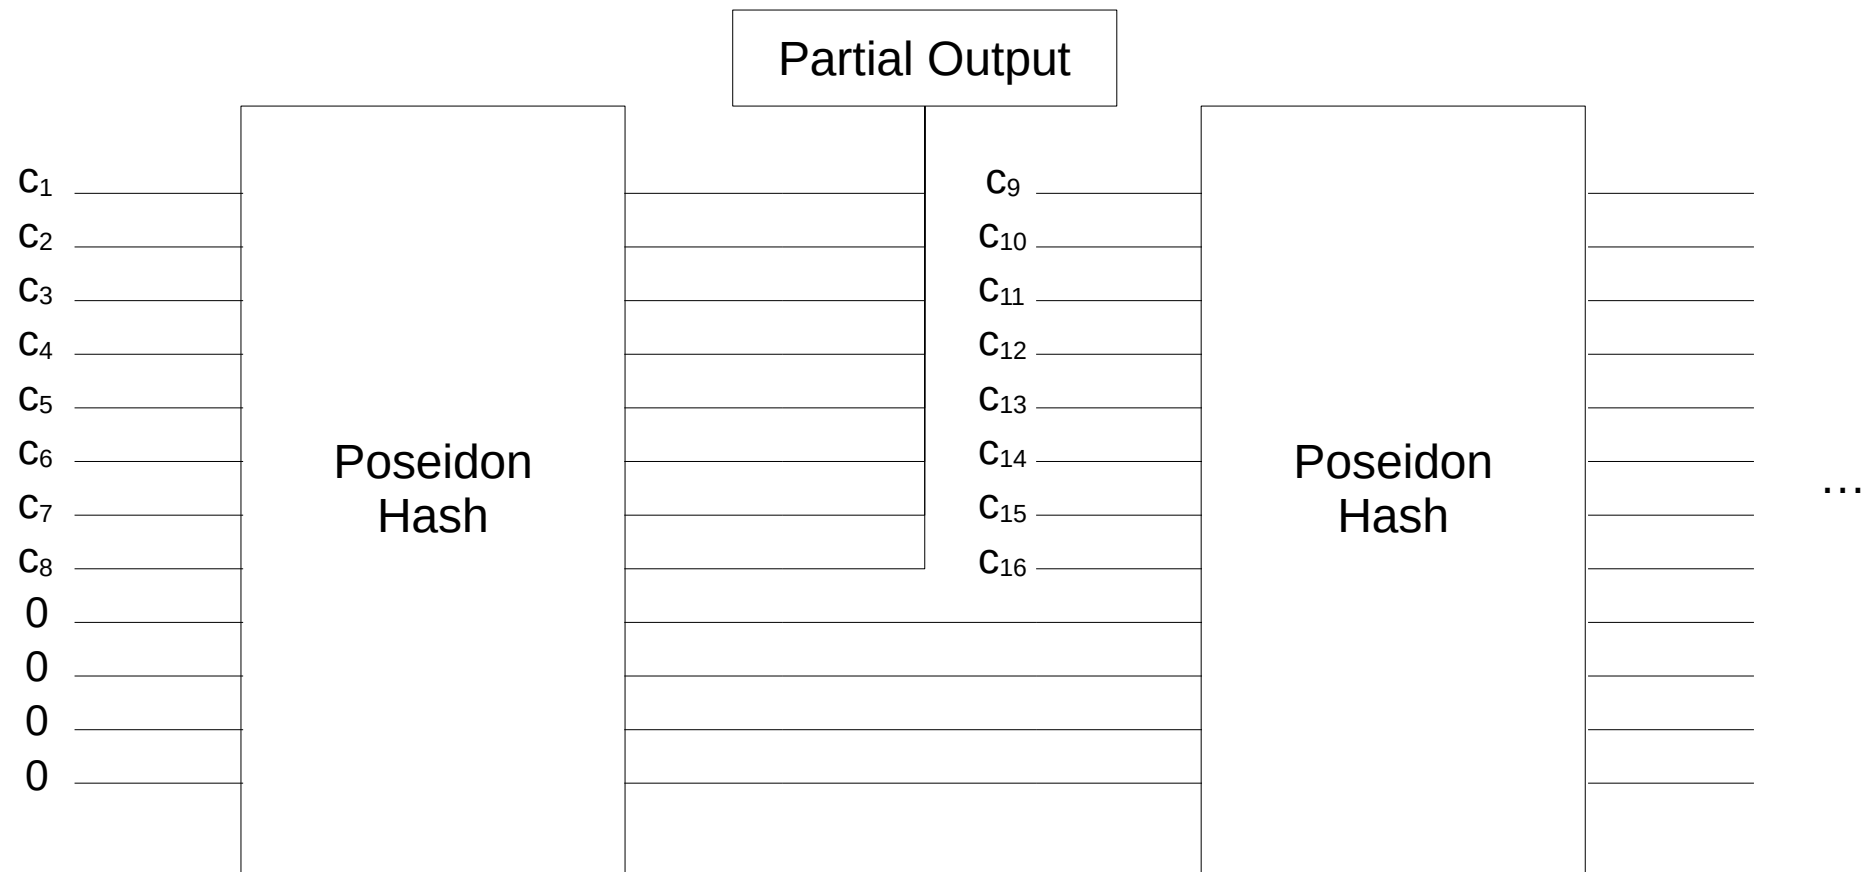 Partial Output
c1
c2
c3
c4
c5
c6
c7
c8
0
0
0
0
Poseidon
Hash
c9
c10
c11
c12
c13
c14
c15
c16
Poseidon
Hash
...